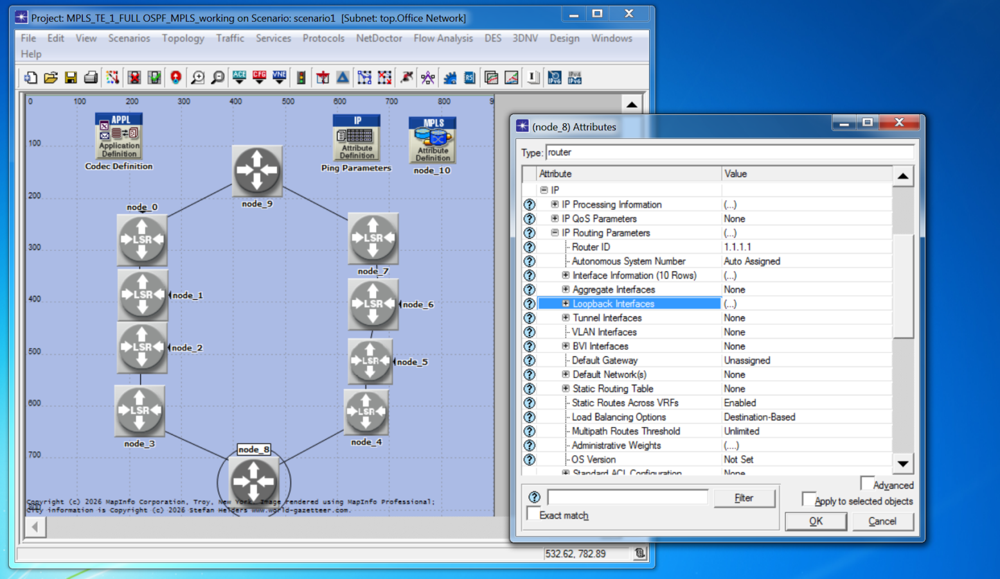 Project: MPLS_TE_1_FULL OSPF_MPLS_working on Scenario: scenario1 [Subnet: top.Office Network]
File Edit View Scenarios Topology Traffic Services Protocols NetDoctor Flow Analysis DES 3DNV Design Windows
Help
ACE CFG VNE RS IPv6 IPv4 IPv6
0 100 200 300 400 500 600 700 800 9
100
200
300
400
500
600
700
APPL
Application
Definition
Codec Definition
IP
Attribute
Definition
Ping Parameters
MPLS
Attribute
Definition
node_10
node_9
node_0
LSR
LSR
node_7
LSR
node_1
LSR
node_6
LSR
node_2
LSR
node_5
LSR
node_3
LSR
node_4
node_8
Copyright (c) 2026 MapInfo Corporation, Troy, New York. Image rendered using MapInfo Professional;
City information is Copyright (c) 2026 Stefan Helders www.world-gazetteer.com.
532.62, 782.89
(node_8) Attributes
Type: router
Attribute Value
IP
IP Processing Information (...)
IP QoS Parameters None
IP Routing Parameters (...)
Router ID 1.1.1.1
Autonomous System Number Auto Assigned
Interface Information (10 Rows) (...)
Aggregate Interfaces None
Loopback Interfaces (...)
Tunnel Interfaces None
VLAN Interfaces None
BVI Interfaces None
Default Gateway Unassigned
Default Network(s) None
Static Routing Table None
Static Routes Across VRFs Enabled
Load Balancing Options Destination-Based
Multipath Routes Threshold Unlimited
Administrative Weights (....)
OS Version Not Set
Standard ACL Configuration None
Advanced
Filter
Apply to selected objects
Exact match
OK Cancel